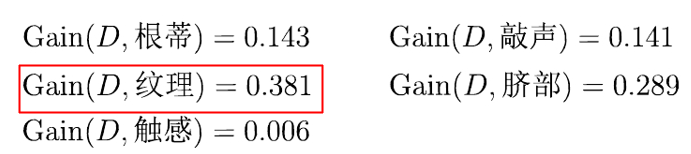 Gain(D, 根蒂) = 0.143 Gain(D, 敲声) = 0.141
Gain(D, 纹理) = 0.381 Gain(D, 脐部) = 0.289
Gain(D, 触感) = 0.006